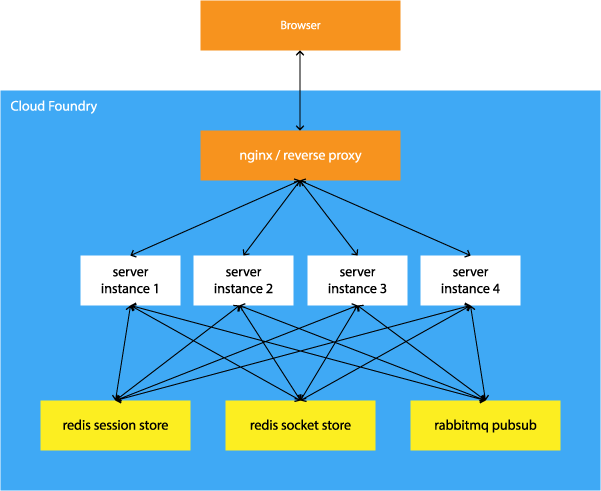 Browser
Cloud Foundry
nginx / reverse proxy
server
instance 1
server
instance 2
server
instance 3
server
instance 4
redis session store
redis socket store
rabbitmq pubsub